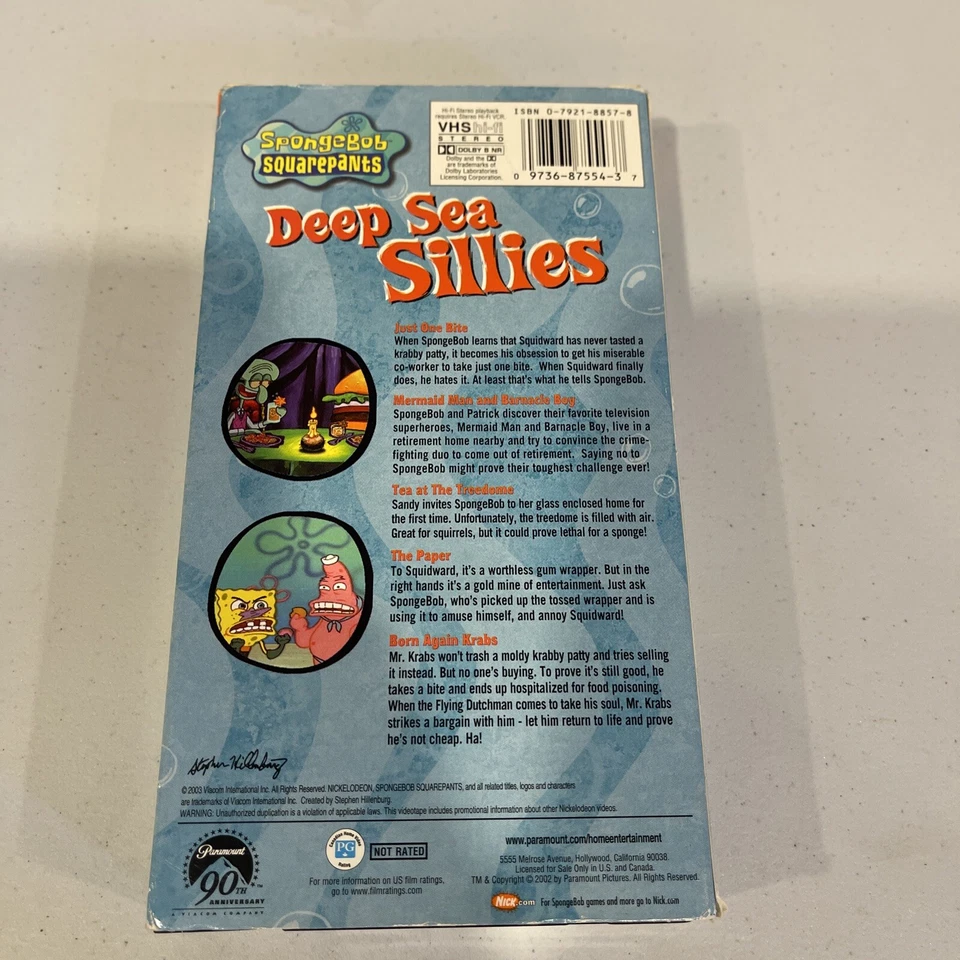 SpongeBob
SQUAREPANTS
Hi-Fi Stereo playback
requires Stereo Hi-Fi VCR.
VHS hi-fi
STEREO
DOLBY B NR
Dolby and the
are trademarks of
Dolby Laboratories
Licensing Corporation.
ISBN 0-7921-8857-8
0 9736-87554-3 7
Deep Sea
Sillies
Just One Bite
When SpongeBob learns that Squidward has never tasted a
krabby patty, it becomes his obsession to get his miserable
co-worker to take just one bite. When Squidward finally
does, he hates it. At least that's what he tells SpongeBob.
Mermaid Man and Barnacle Boy
SpongeBob and Patrick discover their favorite television
superheroes, Mermaid Man and Barnacle Boy, live in a
retirement home nearby and try to convince the crime-
fighting duo to come out of retirement. Saying no to
SpongeBob might prove their toughest challenge ever!
Tea at The Treedome
Sandy invites SpongeBob to her glass enclosed home for
the first time. Unfortunately, the treedome is filled with air.
Great for squirrels, but it could prove lethal for a sponge!
The Paper
To Squidward, it's a worthless gum wrapper. But in the
right hands it's a gold mine of entertainment. Just ask
SpongeBob, who's picked up the tossed wrapper and is
using it to amuse himself, and annoy Squidward!
Born Again Krabs
Mr. Krabs won't trash a moldy krabby patty and tries selling
it instead. But no one's buying. To prove it's still good, he
takes a bite and ends up hospitalized for food poisoning.
When the Flying Dutchman comes to take his soul, Mr. Krabs
strikes a bargain with him - let him return to life and prove
he's not cheap. Ha!
Stephen Hillenburg
© 2003 Viacom International Inc. All Rights Reserved. NICKELODEON, SPONGEBOB SQUAREPANTS, and all related titles, logos and characters
are trademarks of Viacom International Inc. Created by Stephen Hillenburg.
WARNING: Unauthorized duplication is a violation of applicable laws. This videotape includes promotional information about other Nickelodeon videos.
Paramount
90TH
ANNIVERSARY
A VIACOM COMPANY
Canadian Home Video
PG
Rating
NOT RATED
For more information on US film ratings,
go to www.filmratings.com
www.paramount.com/homeentertainment
5555 Melrose Avenue, Hollywood, California 90038.
Licensed for Sale Only in U.S. and Canada.
TM & Copyright © 2002 by Paramount Pictures. All Rights Reserved.
NICK.com For SpongeBob games and more go to Nick.com